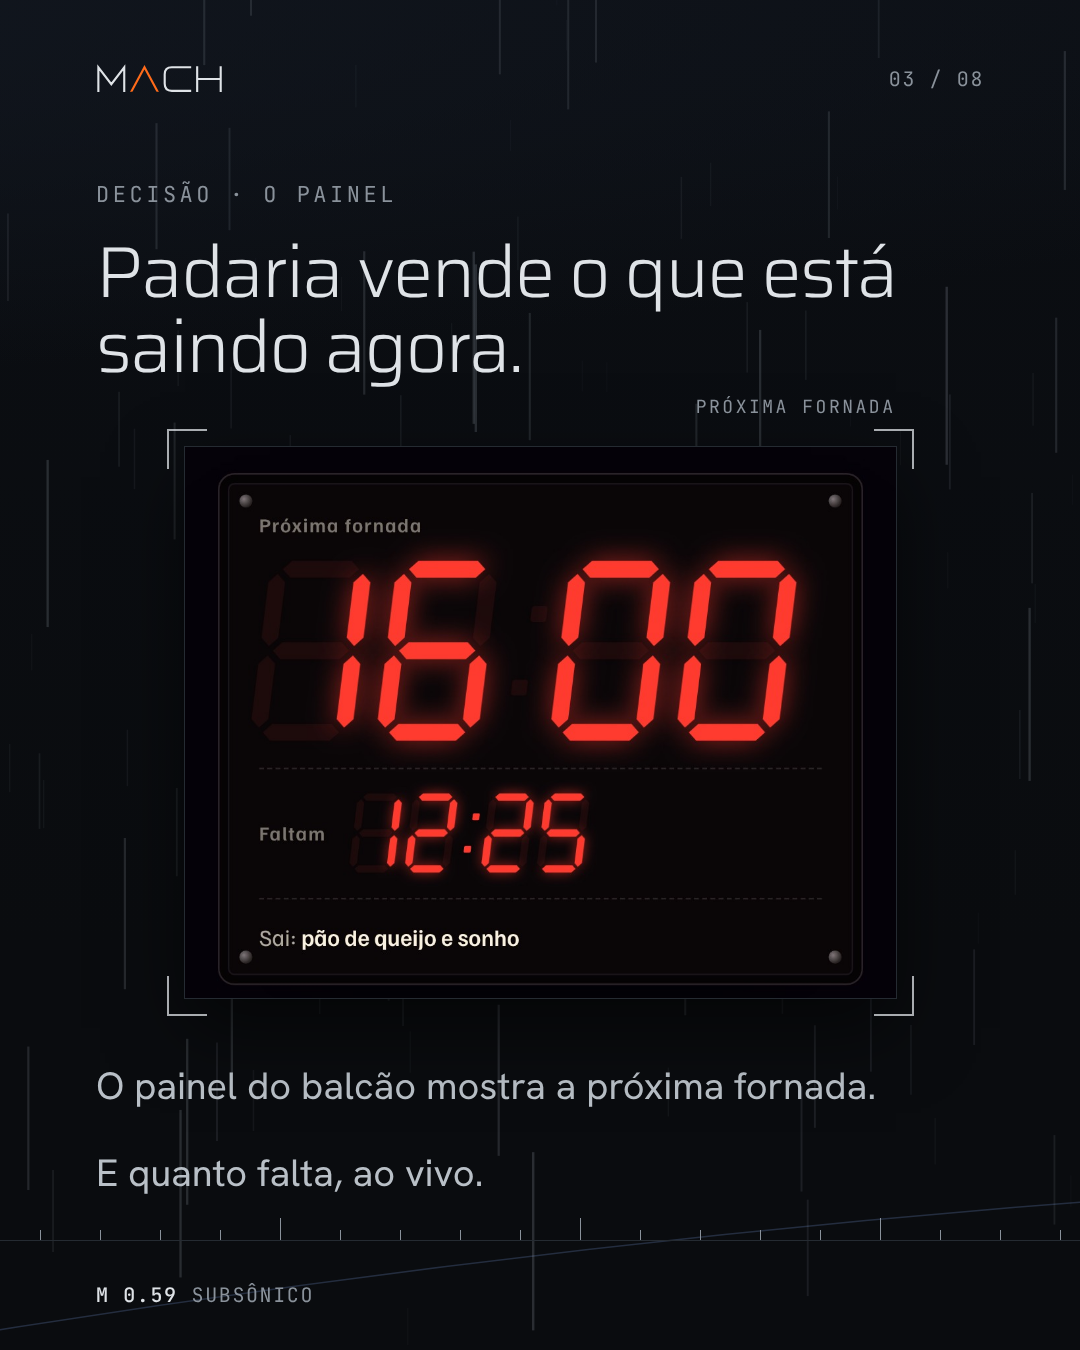 MACH
03 / 08
DECISÃO · O PAINEL
Padaria vende o que está
saindo agora.
PRÓXIMA FORNADA
Próxima fornada
16 00
Faltam 12:25
Sai: pão de queijo e sonho
O painel do balcão mostra a próxima fornada.
E quanto falta, ao vivo.
M 0.59 SUBSÔNICO